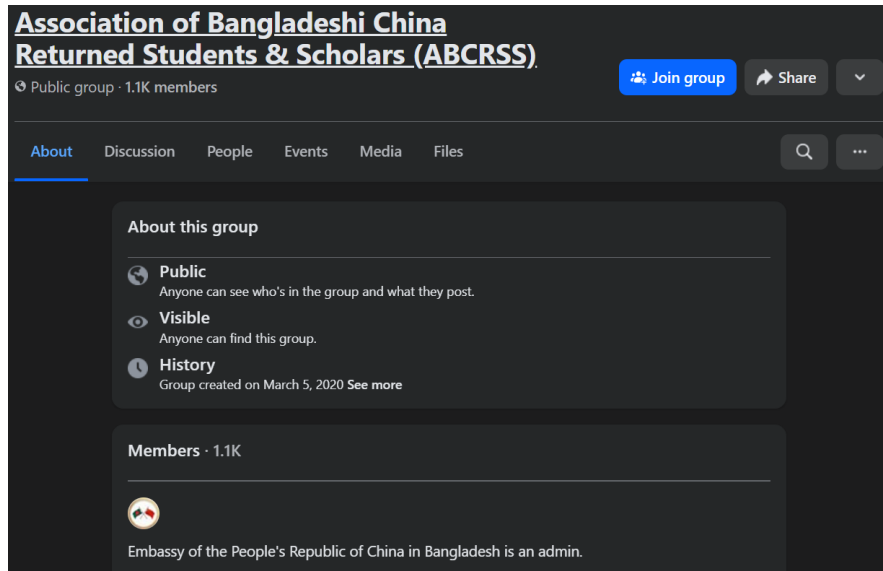 Association of Bangladeshi China
Returned Students & Scholars (ABCRSS)
Public group · 1.1K members
Join group
Share
About Discussion People Events Media Files
About this group
Public
Anyone can see who's in the group and what they post.
Visible
Anyone can find this group.
History
Group created on March 5, 2020 See more
Members · 1.1K
Embassy of the People's Republic of China in Bangladesh is an admin.